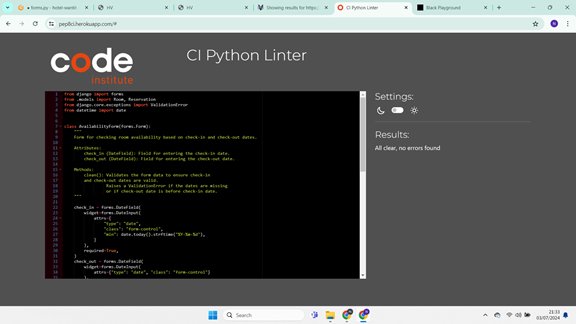 forms.py - hotel-wanti
HV
HV
Showing results for https:
CI Python Linter
Black Playground
pep8ci.herokuapp.com/#
code
institute
CI Python Linter
1 from django import forms
2 from .models import Room, Reservation
3 from django.core.exceptions import ValidationError
4 from datetime import date
5
6
7 class AvailabilityForm(forms.Form):
8 """
9 Form for checking room availability based on check-in and check-out dates.
10
11 Attributes:
12 check_in (DateField): Field for entering the check-in date.
13 check_out (DateField): Field for entering the check-out date.
14
15 Methods:
16 clean(): Validates the form data to ensure check-in
17 and check-out dates are valid.
18 Raises a ValidationError if the dates are missing
19 or if check-out date is before check-in date.
20 """
21
22 check_in = forms.DateField(
23 widget=forms.DateInput(
24 attrs={
25 "type": "date",
26 "class": "form-control",
27 "min": date.today().strftime("%Y-%m-%d"),
28 }
29 ),
30 required=True,
31 )
32 check_out = forms.DateField(
33 widget=forms.DateInput(
34 attrs={"type": "date", "class": "form-control"}
Settings:
Results:
All clear, no errors found
Search
21:33
03/07/2024